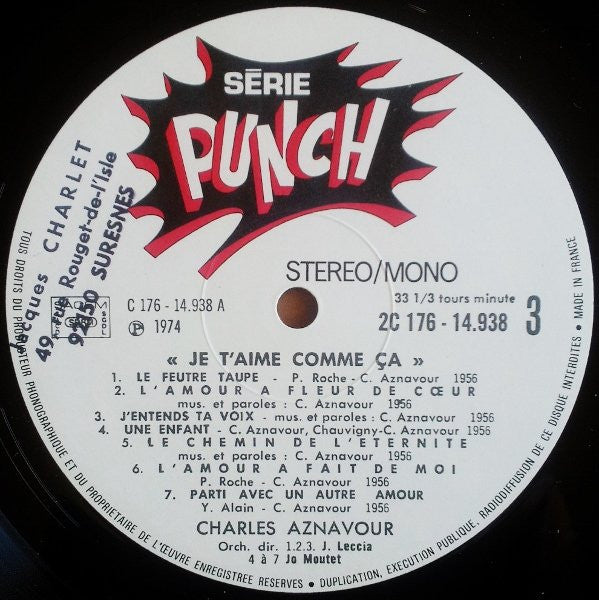 SÉRIE
PUNCH
Jacques CHARLET
49, rue Rouget-de-l'Isle
92150 SURESNES
STEREO/MONO
SACEM
C 176 - 14.938 A
33 1/3 tours minute
℗ 1974
2C 176 - 14.938 3
« JE T'AIME COMME ÇA »
1. LE FEUTRE TAUPE - P. Roche - C. Aznavour 1956
2. L'AMOUR A FLEUR DE CŒUR
mus. et paroles : C. Aznavour 1956
3. J'ENTENDS TA VOIX - mus. et paroles : C. Aznavour 1956
4. UNE ENFANT - C. Aznavour, Chauvigny-C. Aznavour 1956
5. LE CHEMIN DE L'ETERNITE
mus. et paroles : C. Aznavour 1956
6. L'AMOUR A FAIT DE MOI
P. Roche - C. Aznavour 1956
7. PARTI AVEC UN AUTRE AMOUR
Y. Alain - C. Aznavour 1956
CHARLES AZNAVOUR
Orch. dir. 1.2.3. J. Leccia
4 à 7 Jo Moutet
TOUS DROITS DU PRODUCTEUR PHONOGRAPHIQUE ET DU PROPRIETAIRE DE L'ŒUVRE ENREGISTREE RESERVES • DUPLICATION, EXECUTION PUBLIQUE, RADIODIFFUSION DE CE DISQUE INTERDITES • MADE IN FRANCE